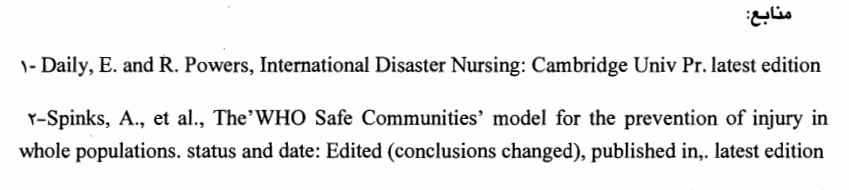 منابع:
۱- Daily, E. and R. Powers, International Disaster Nursing: Cambridge Univ Pr. latest edition
۲-Spinks, A., et al., The'WHO Safe Communities' model for the prevention of injury in
whole populations. status and date: Edited (conclusions changed), published in,. latest edition